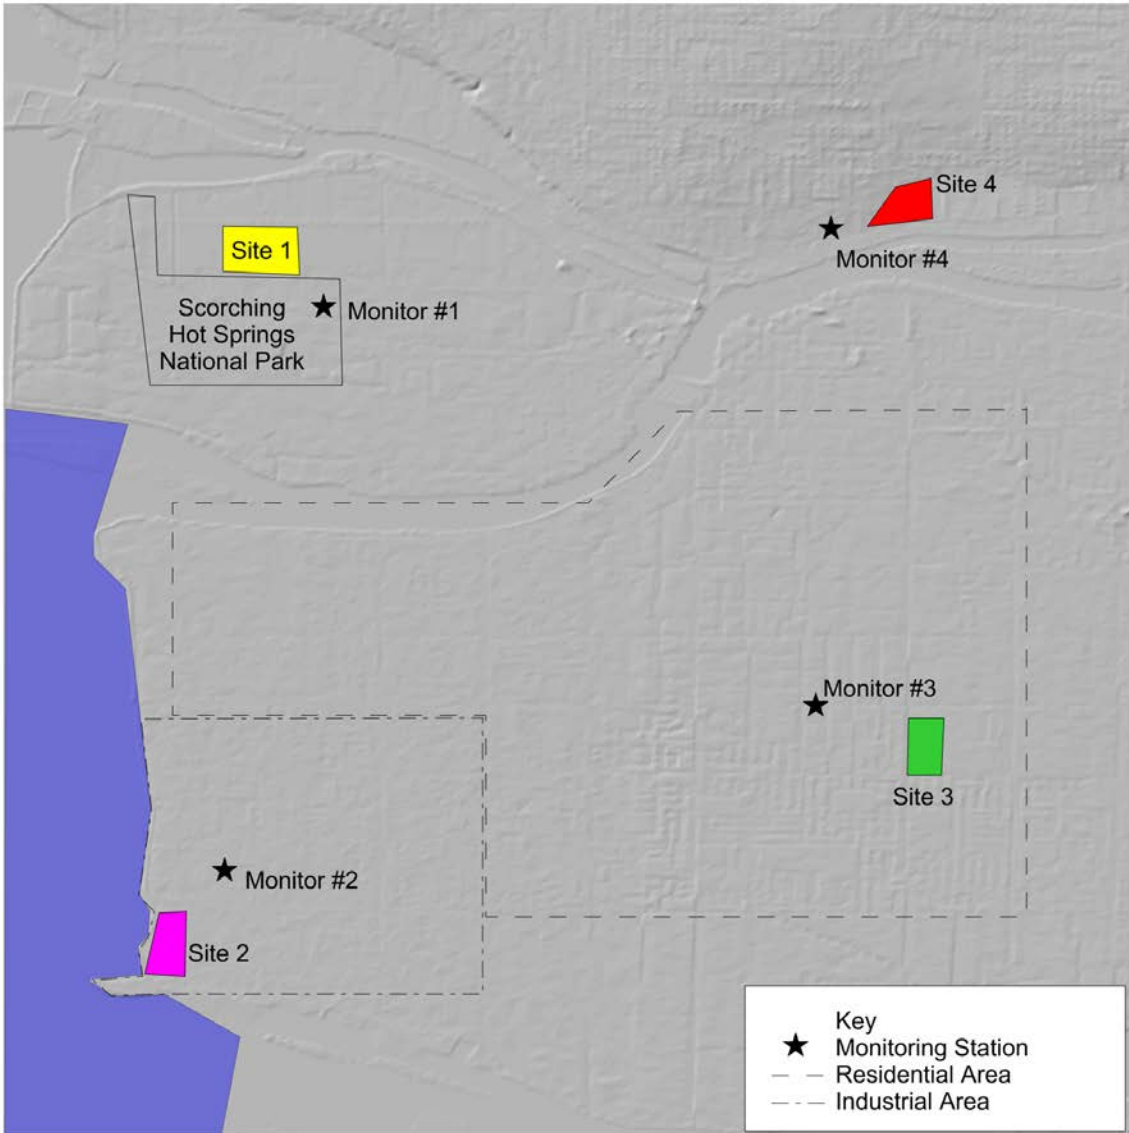 Site 4
Monitor #4
Site 1
Scorching
Hot Springs
National Park
Monitor #1
Monitor #3
Site 3
Monitor #2
Site 2
Key
Monitoring Station
Residential Area
Industrial Area